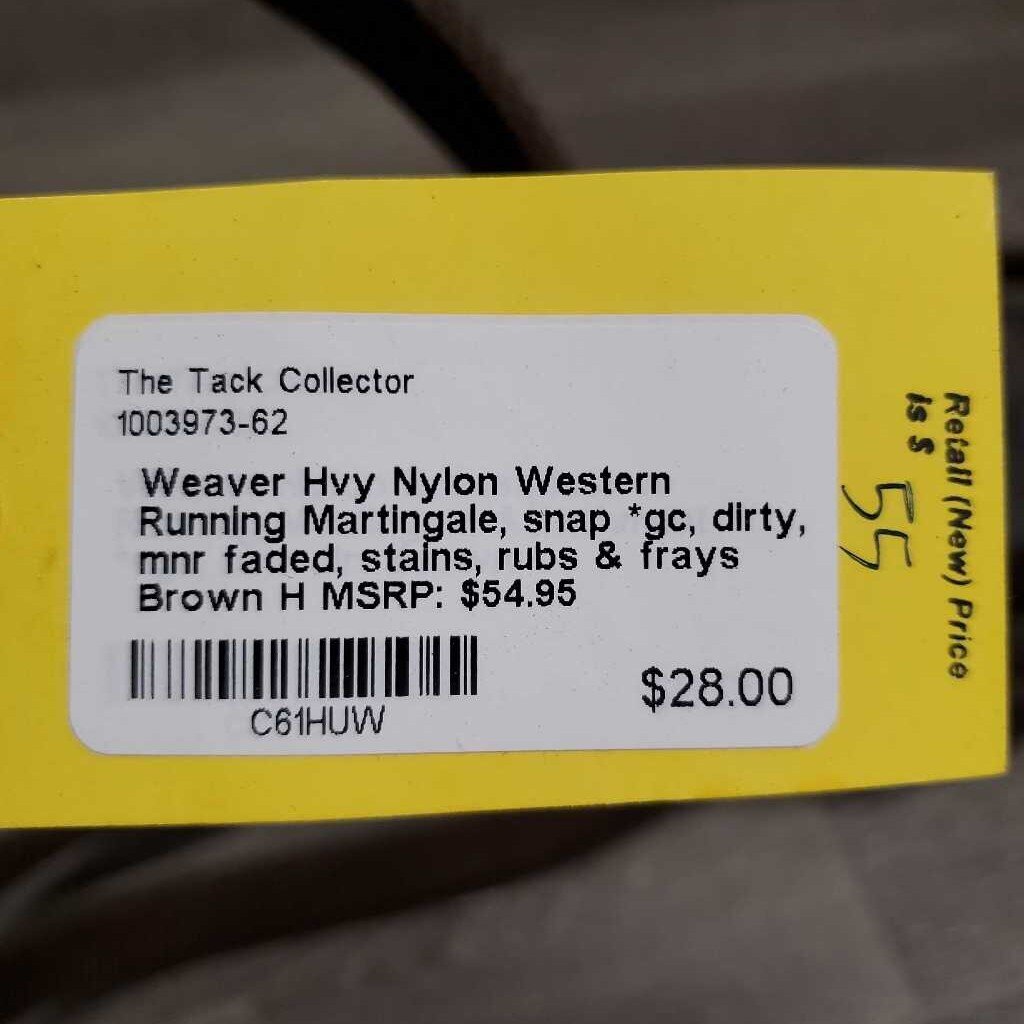 The Tack Collector
1003973-62
Weaver Hvy Nylon Western
Running Martingale, snap *gc, dirty,
mnr faded, stains, rubs & frays
Brown H MSRP: $54.95
C61HUW
$28.00
Retail (New) Price
is $
55